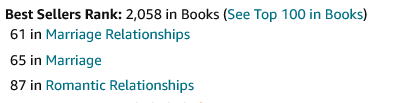 Best Sellers Rank: 2,058 in Books (See Top 100 in Books)
61 in Marriage Relationships
65 in Marriage
87 in Romantic Relationships